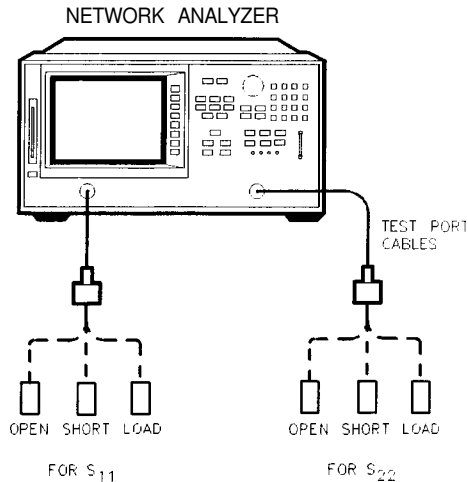 NETWORK ANALYZER
TEST PORT
CABLES
OPEN SHORT LOAD
OPEN SHORT LOAD
FOR S11
FOR S22